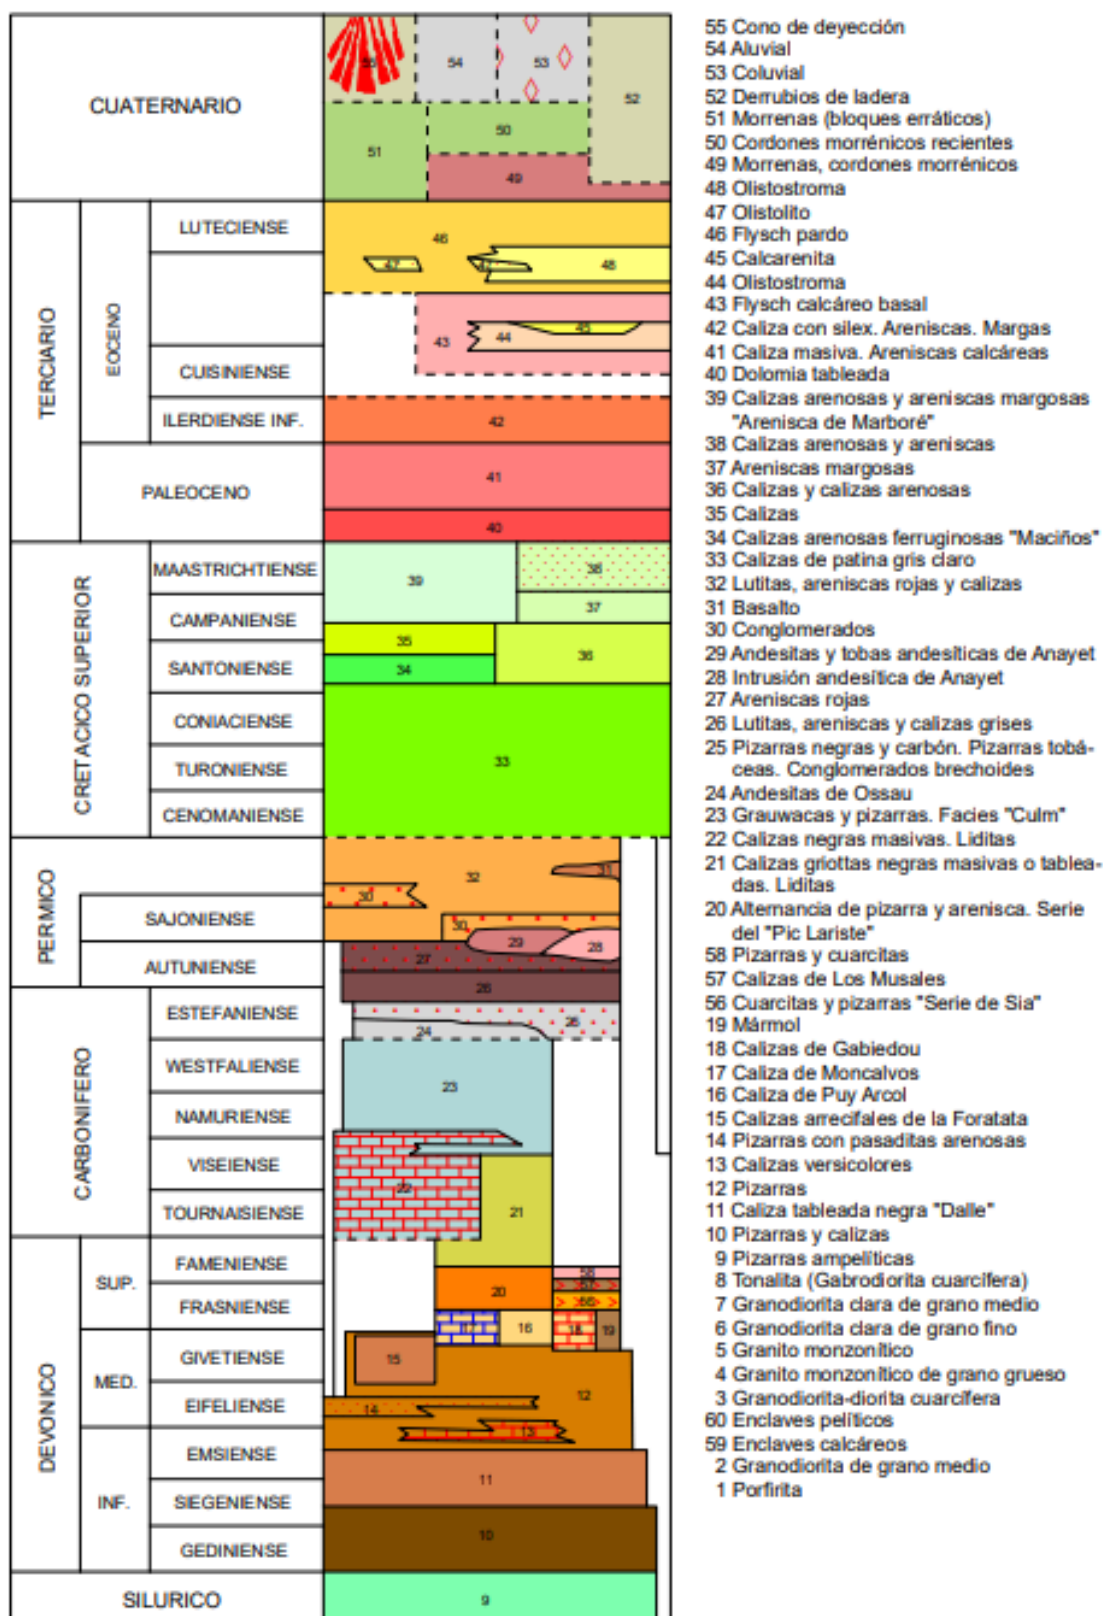 CUATERNARIO
55
54
53
52
51
50
49
TERCIARIO
EOCENO
LUTECIENSE
46
47
47
48
43
44
45
CUISINIENSE
ILERDIENSE INF.
42
PALEOCENO
41
40
CRETACICO SUPERIOR
MAASTRICHTIENSE
39
38
37
CAMPANIENSE
35
36
SANTONIENSE
34
CONIACIENSE
TURONIENSE
33
CENOMANIENSE
PERMICO
32
31
30
SAJONIENSE
30
29
28
AUTUNIENSE
27
26
CARBONIFERO
ESTEFANIENSE
25
24
WESTFALIENSE
23
NAMURIENSE
VISEIENSE
22
TOURNAISIENSE
21
DEVONICO
SUP.
FAMENIENSE
58
57
20
56
FRASNIENSE
17
16
18
19
MED.
GIVETIENSE
15
12
EIFELIENSE
14
13
INF.
EMSIENSE
11
SIEGENIENSE
10
GEDINIENSE
SILURICO
9
55 Cono de deyección
54 Aluvial
53 Coluvial
52 Derrubios de ladera
51 Morrenas (bloques erráticos)
50 Cordones morrénicos recientes
49 Morrenas, cordones morrénicos
48 Olistostroma
47 Olistolito
46 Flysch pardo
45 Calcarenita
44 Olistostroma
43 Flysch calcáreo basal
42 Caliza con silex. Areniscas. Margas
41 Caliza masiva. Areniscas calcáreas
40 Dolomia tableada
39 Calizas arenosas y areniscas margosas
"Arenisca de Marboré"
38 Calizas arenosas y areniscas
37 Areniscas margosas
36 Calizas y calizas arenosas
35 Calizas
34 Calizas arenosas ferruginosas "Maciños"
33 Calizas de patina gris claro
32 Lutitas, areniscas rojas y calizas
31 Basalto
30 Conglomerados
29 Andesitas y tobas andesíticas de Anayet
28 Intrusión andesítica de Anayet
27 Areniscas rojas
26 Lutitas, areniscas y calizas grises
25 Pizarras negras y carbón. Pizarras tobá-
ceas. Conglomerados brechoides
24 Andesitas de Ossau
23 Grauwacas y pizarras. Facies "Culm"
22 Calizas negras masivas. Liditas
21 Calizas griottas negras masivas o tablea-
das. Liditas
20 Alternancia de pizarra y arenisca. Serie
del "Pic Lariste"
58 Pizarras y cuarcitas
57 Calizas de Los Musales
56 Cuarcitas y pizarras "Serie de Sia"
19 Mármol
18 Calizas de Gabiedou
17 Caliza de Moncalvos
16 Caliza de Puy Arcol
15 Calizas arrecifales de la Foratata
14 Pizarras con pasaditas arenosas
13 Calizas versicolores
12 Pizarras
11 Caliza tableada negra "Dalle"
10 Pizarras y calizas
9 Pizarras ampelíticas
8 Tonalita (Gabrodiorita cuarcífera)
7 Granodiorita clara de grano medio
6 Granodiorita clara de grano fino
5 Granito monzonítico
4 Granito monzonítico de grano grueso
3 Granodiorita-diorita cuarcífera
60 Enclaves pelíticos
59 Enclaves calcáreos
2 Granodiorita de grano medio
1 Porfirita